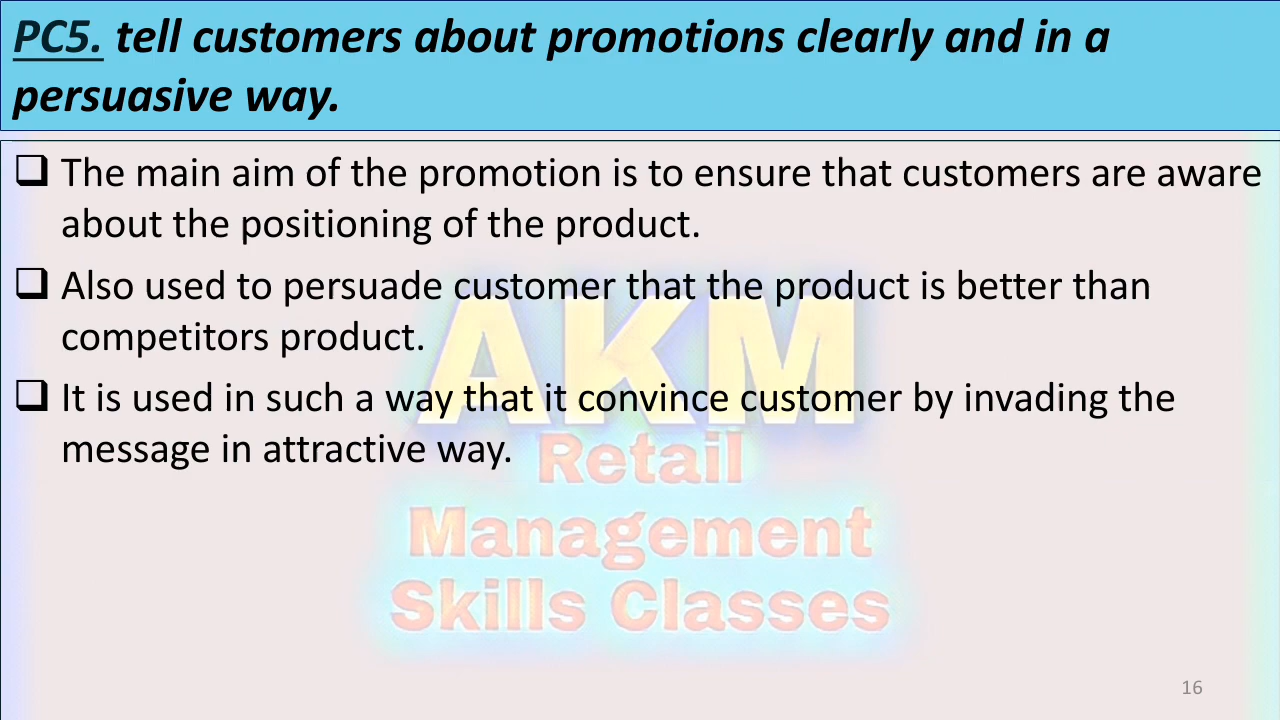 PC5. tell customers about promotions clearly and in a
persuasive way.
❑ The main aim of the promotion is to ensure that customers are aware
about the positioning of the product.
❑ Also used to persuade customer that the product is better than
competitors product.
❑ It is used in such a way that it convince customer by invading the
message in attractive way.
AKM
Retail
Management
Skills Classes
16